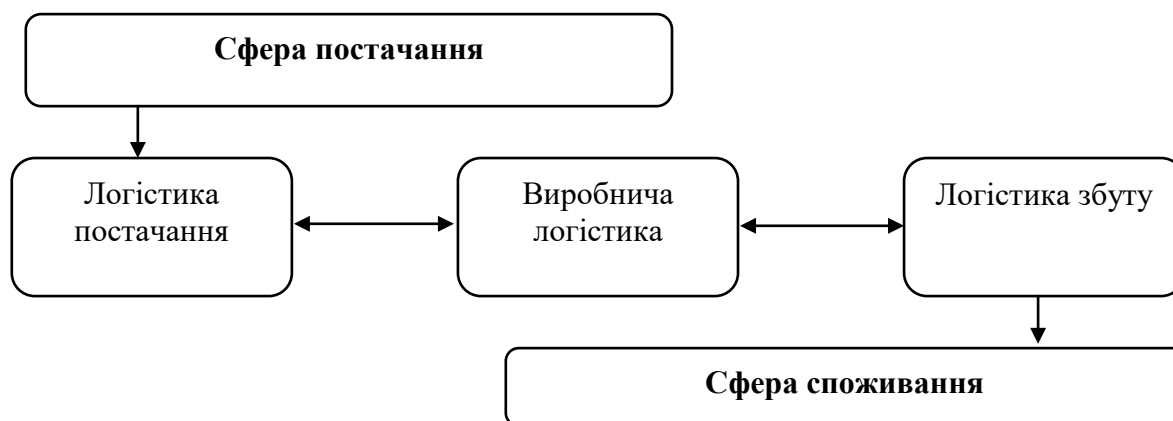 Сфера постачання
Логістика
постачання
Виробнича
логістика
Логістика збуту
Сфера споживання